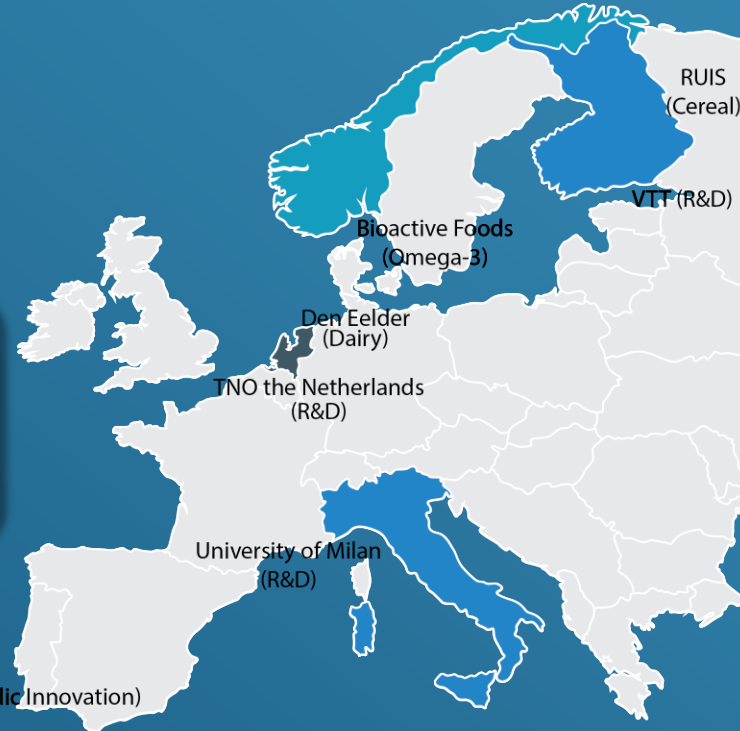 RUIS
(Cereal)
VTT (R&D)
Bioactive Foods
(Omega-3)
Den Eelder
(Dairy)
TNO the Netherlands
(R&D)
University of Milan
(R&D)
Innovation)